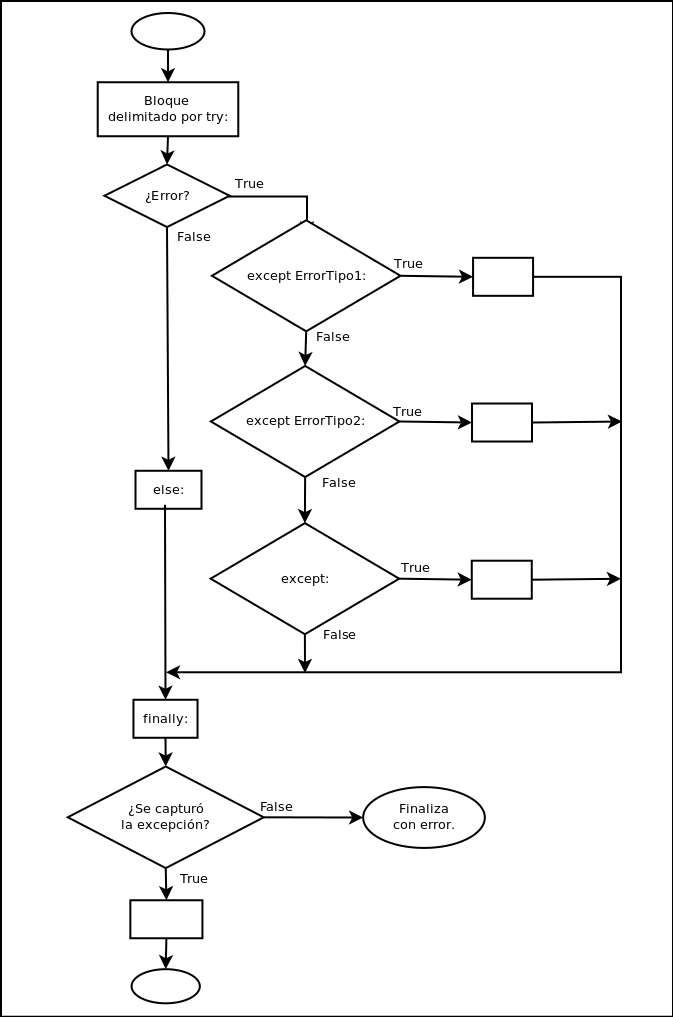 Bloque
delimitado por try:
¿Error?
True
False
except ErrorTipo1:
True
False
except ErrorTipo2:
True
False
else:
except:
True
False
finally:
¿Se capturó
la excepción?
False
Finaliza
con error.
True